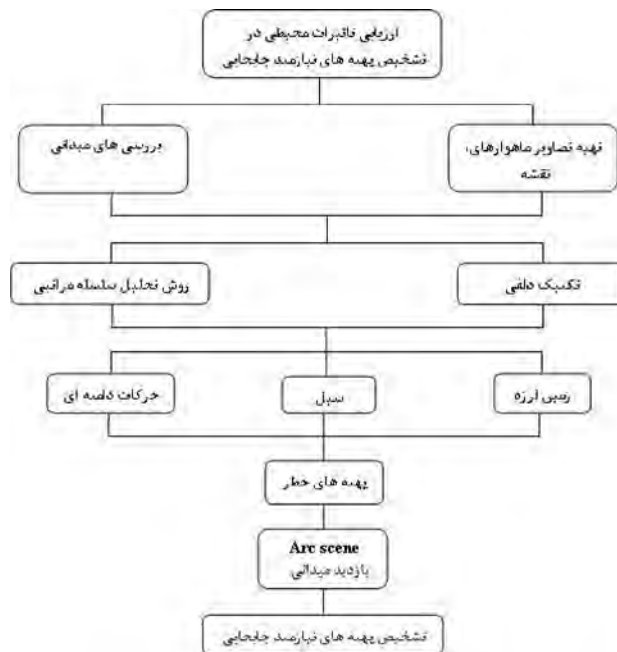 ارزیابی تاثیرات محیطی در
تشخیص پهنه های نیازمند جابجایی
تهیه تصاویر ماهواره‌ای،
نقشه
بررسی های میدانی
تکنیک دلفی
روش تحلیل سلسله مراتبی
زمین لرزه
سیل
حرکات دامنه ای
پهنه های خطر
Arc scene
بازدید میدانی
تشخیص پهنه های نیازمند جابجایی